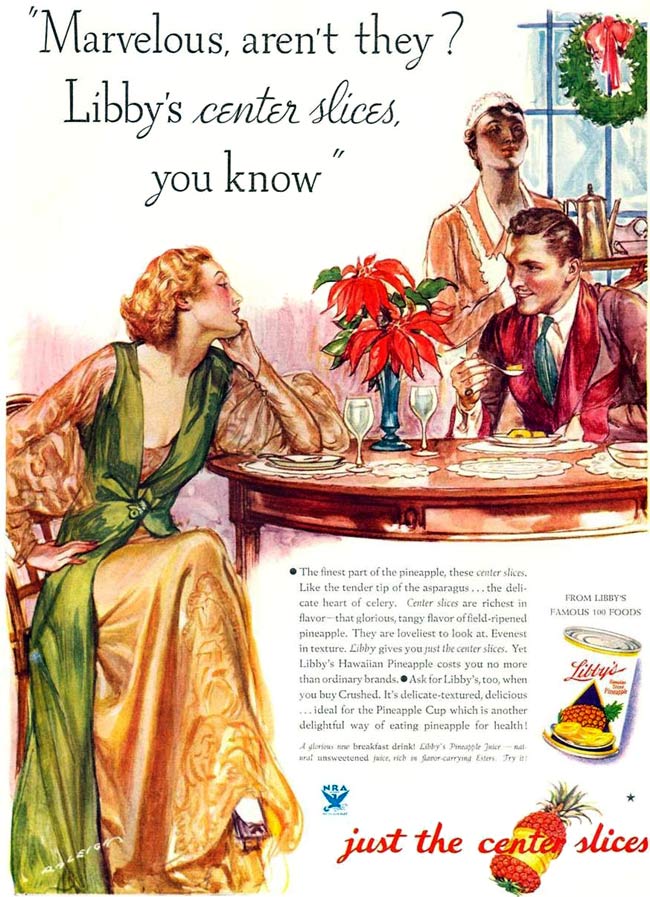 "Marvelous, aren't they?
Libby's center slices,
you know"
● The finest part of the pineapple, these center slices.
Like the tender tip of the asparagus . . . the deli-
cate heart of celery. Center slices are richest in
flavor—that glorious, tangy flavor of field-ripened
pineapple. They are loveliest to look at. Evenest
in texture. Libby gives you just the center slices. Yet
Libby's Hawaiian Pineapple costs you no more
than ordinary brands. ● Ask for Libby's, too, when
you buy Crushed. It's delicate-textured, delicious
. . . ideal for the Pineapple Cup which is another
delightful way of eating pineapple for health!
A glorious new breakfast drink! Libby's Pineapple Juice — nat-
ural unsweetened juice, rich in flavor-carrying Esters. Try it!
FROM LIBBY'S
FAMOUS 100 FOODS
Libby's
Hawaiian
Sliced
Pineapple
NRA
just the center slices
RALEIGH